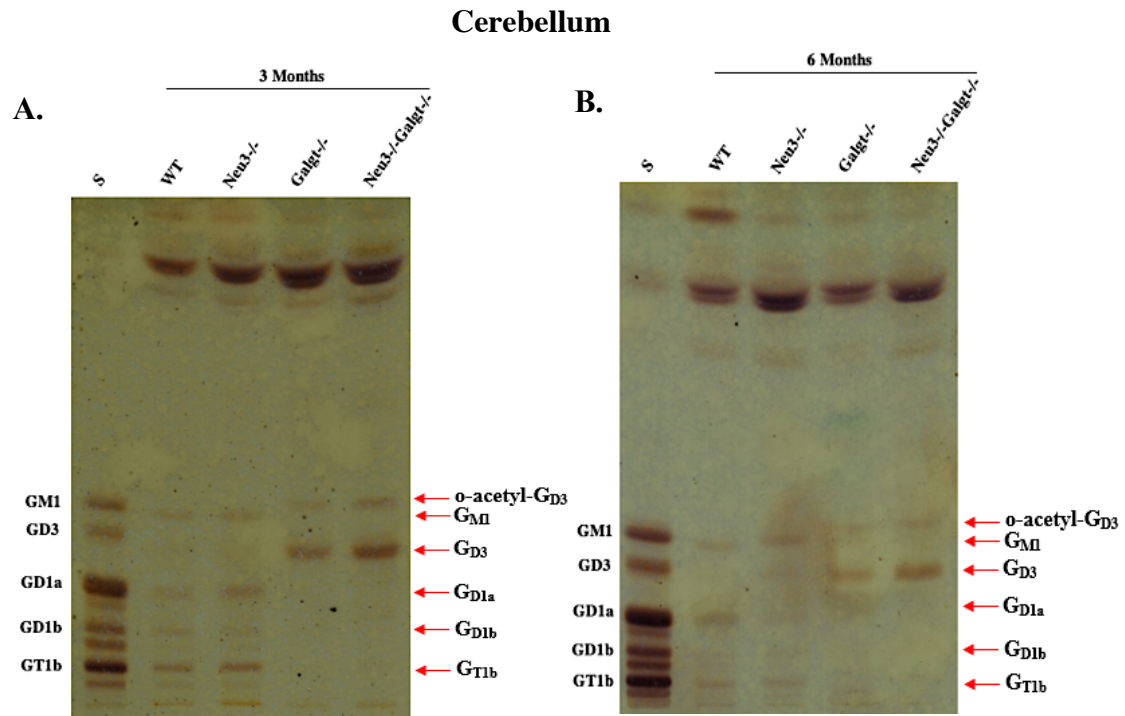 Cerebellum
3 Months
A.
S
WT
Neu3-/-
Galgt-/-
Neu3-/-Galgt-/-
GM1
GD3
GD1a
GD1b
GT1b
o-acetyl-GD3
GM1
GD3
GD1a
GD1b
GT1b
6 Months
B.
S
WT
Neu3-/-
Galgt-/-
Neu3-/-Galgt-/-
GM1
GD3
GD1a
GD1b
GT1b
o-acetyl-GD3
GM1
GD3
GD1a
GD1b
GT1b